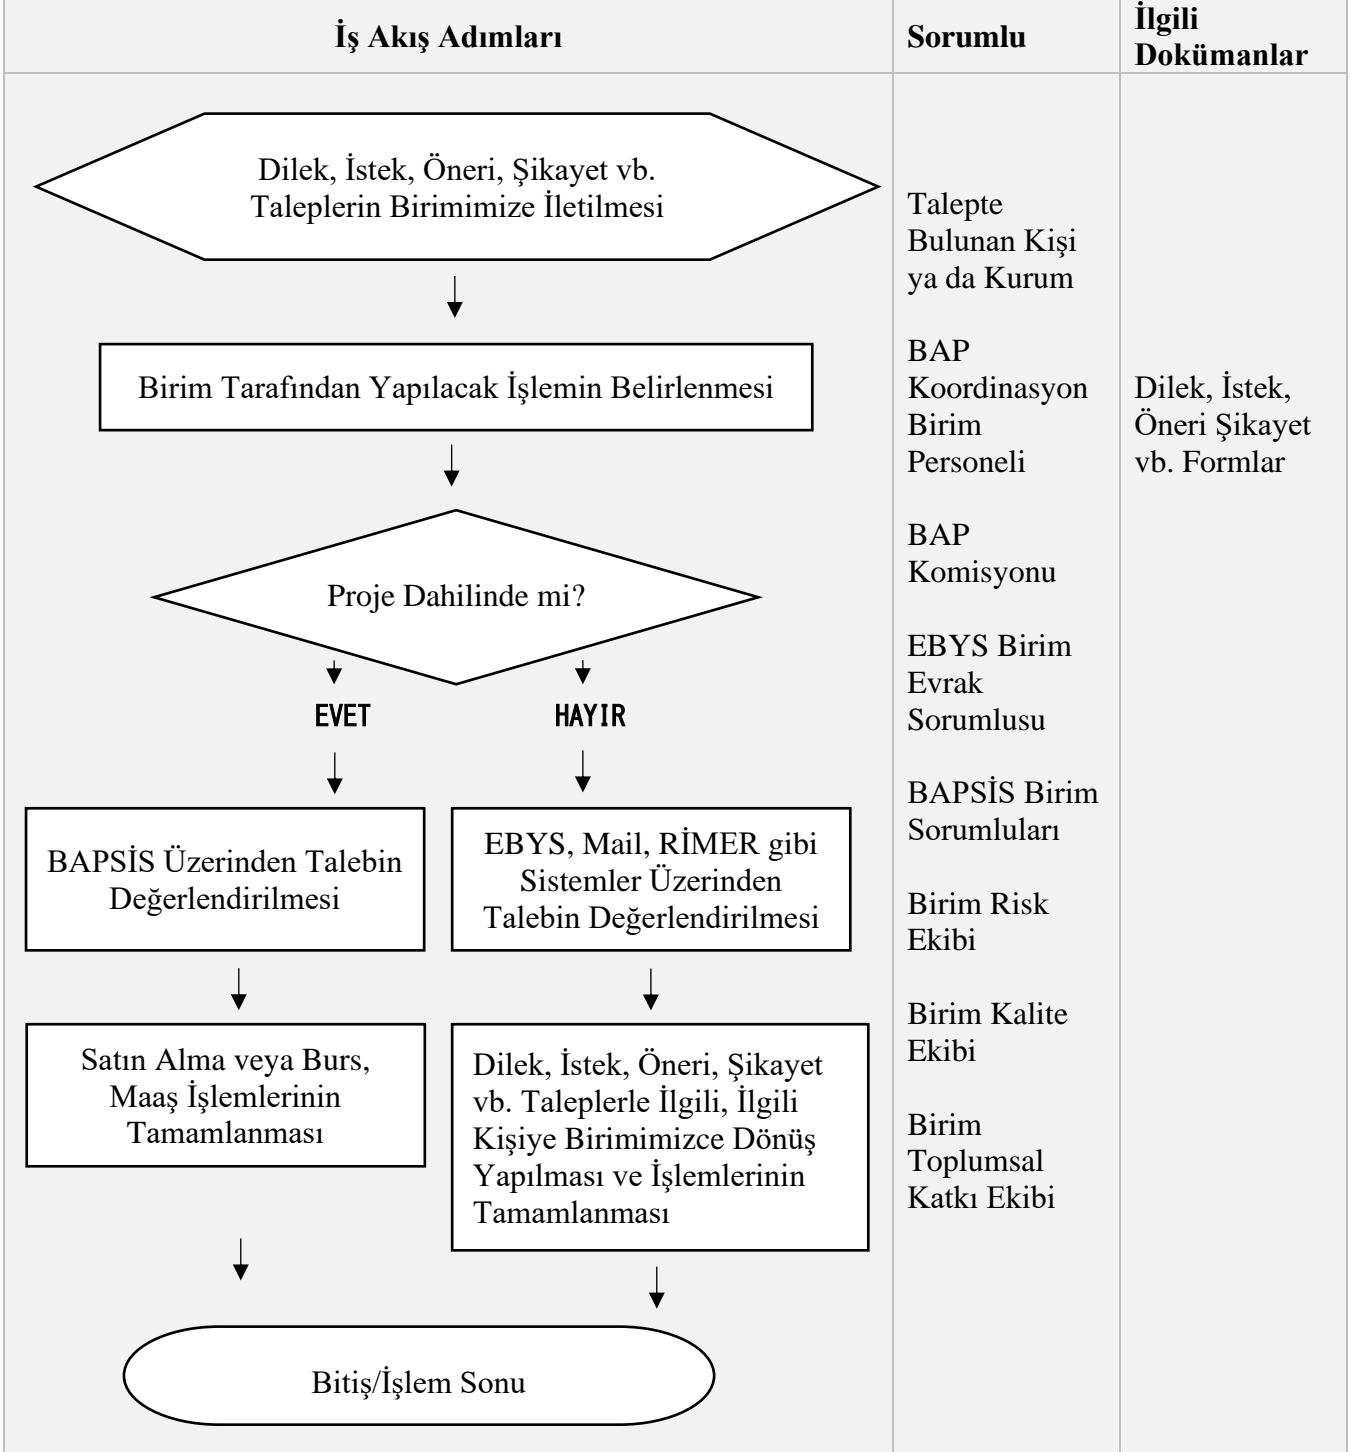 İş Akış Adımları
Sorumlu
İlgili
Dokümanlar
Dilek, İstek, Öneri, Şikayet vb.
Taleplerin Birimimize İletilmesi
Birim Tarafından Yapılacak İşlemin Belirlenmesi
Proje Dahilinde mi?
EVET
HAYIR
BAPSİS Üzerinden Talebin
Değerlendirilmesi
EBYS, Mail, RİMER gibi
Sistemler Üzerinden
Talebin Değerlendirilmesi
Satın Alma veya Burs,
Maaş İşlemlerinin
Tamamlanması
Dilek, İstek, Öneri, Şikayet
vb. Taleplerle İlgili, İlgili
Kişiye Birimimizce Dönüş
Yapılması ve İşlemlerinin
Tamamlanması
Bitiş/İşlem Sonu
Talepte
Bulunan Kişi
ya da Kurum
BAP
Koordinasyon
Birim
Personeli
BAP
Komisyonu
EBYS Birim
Evrak
Sorumlusu
BAPSİS Birim
Sorumluları
Birim Risk
Ekibi
Birim Kalite
Ekibi
Birim
Toplumsal
Katkı Ekibi
Dilek, İstek,
Öneri Şikayet
vb. Formlar